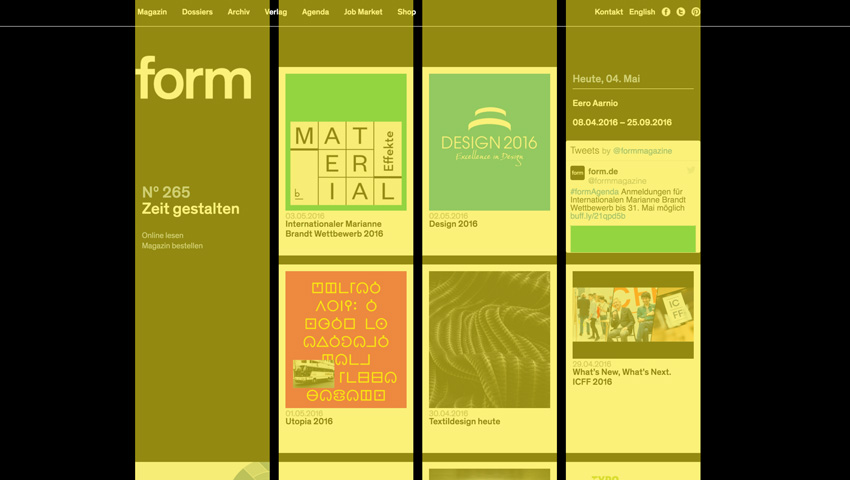 Magazin Dossiers Archiv Verlag Agenda Job Market Shop Kontakt English
form
Nº 265
Zeit gestalten
Online lesen
Magazin bestellen
MAT
ER
IAL
Effekte
b
03.05.2016
Internationaler Marianne
Brandt Wettbewerb 2016
DESIGN 2016
Excellence in Design
02.05.2016
Design 2016
Heute, 04. Mai
Eero Aarnio
08.04.2016 – 25.09.2016
Tweets by @formmagazine
form
form.de
@formmagazine
#formAgenda Anmeldungen für
Internationalen Marianne Brandt
Wettbewerb bis 31. Mai möglich
buff.ly/21qpd5b
01.05.2016
Utopia 2016
30.04.2016
Textildesign heute
ICFF
IC
FF
29.04.2016
What's New, What's Next.
ICFF 2016